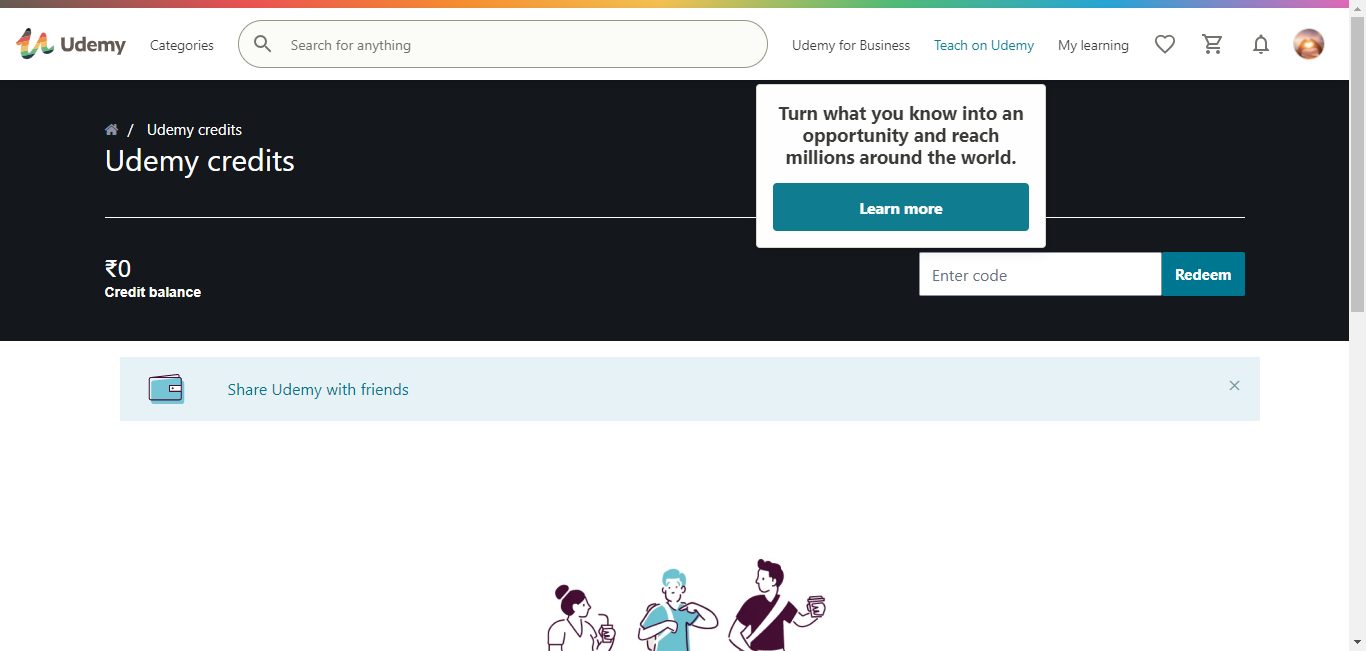 Udemy
Categories
Search for anything
Udemy for Business
Teach on Udemy
My learning
Turn what you know into an
opportunity and reach
millions around the world.
Learn more
/ Udemy credits
Udemy credits
₹0
Credit balance
Enter code
Redeem
Share Udemy with friends